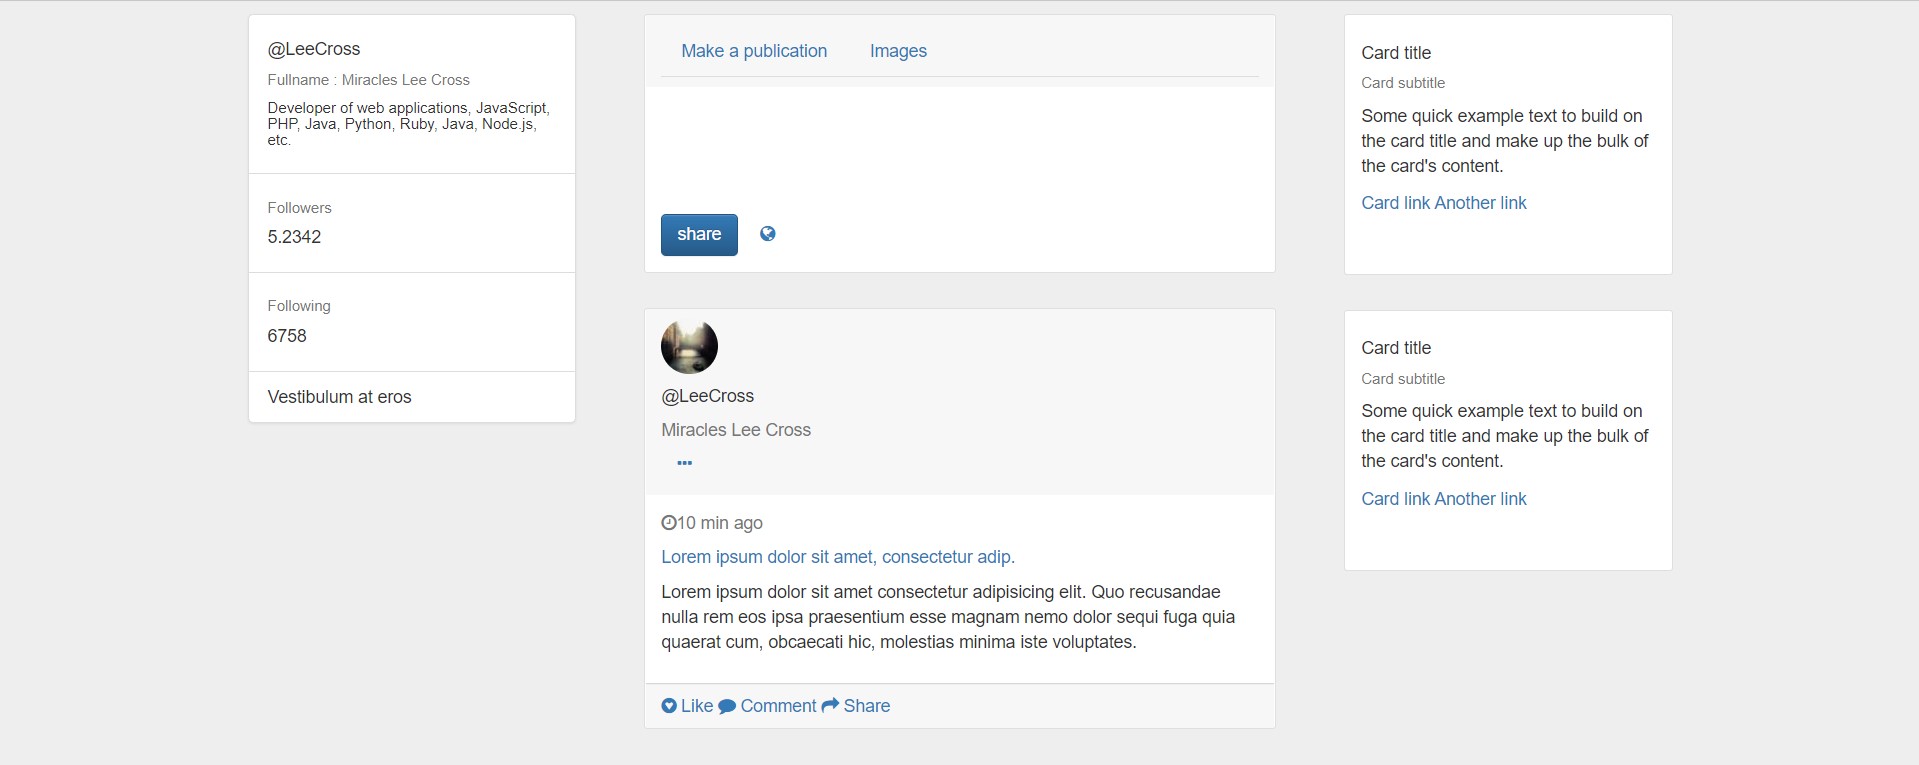 @LeeCross
Fullname : Miracles Lee Cross
Developer of web applications, JavaScript,
PHP, Java, Python, Ruby, Java, Node.js,
etc.
Followers
5.2342
Following
6758
Vestibulum at eros
Make a publication Images
share
@LeeCross
Miracles Lee Cross
10 min ago
Lorem ipsum dolor sit amet, consectetur adip.
Lorem ipsum dolor sit amet consectetur adipisicing elit. Quo recusandae
nulla rem eos ipsa praesentium esse magnam nemo dolor sequi fuga quia
quaerat cum, obcaecati hic, molestias minima iste voluptates.
Like Comment Share
Card title
Card subtitle
Some quick example text to build on
the card title and make up the bulk of
the card's content.
Card link Another link
Card title
Card subtitle
Some quick example text to build on
the card title and make up the bulk of
the card's content.
Card link Another link